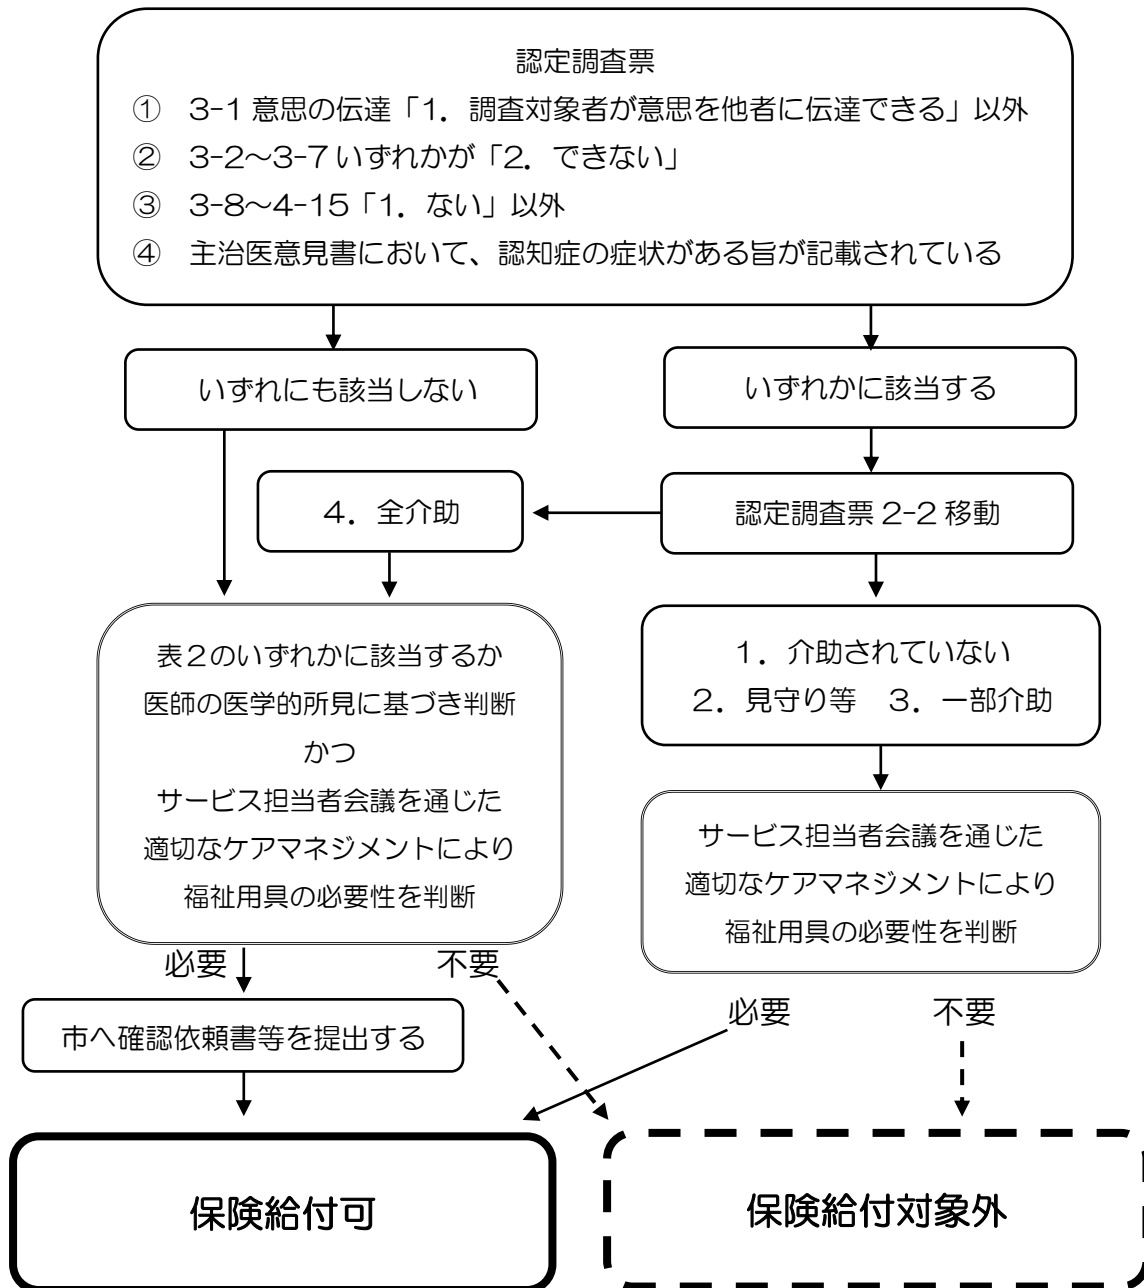 認定調査票
① 3-1 意思の伝達「1．調査対象者が意思を他者に伝達できる」以外
② 3-2～3-7 いずれかが「2．できない」
③ 3-8～4-15「1．ない」以外
④ 主治医意見書において、認知症の症状がある旨が記載されている
いずれにも該当しない
いずれかに該当する
4．全介助
認定調査票 2-2 移動
表２のいずれかに該当するか
医師の医学的所見に基づき判断
かつ
サービス担当者会議を通じた
適切なケアマネジメントにより
福祉用具の必要性を判断
1．介助されていない
2．見守り等　3．一部介助
サービス担当者会議を通じた
適切なケアマネジメントにより
福祉用具の必要性を判断
必要
不要
必要
不要
市へ確認依頼書等を提出する
保険給付可
保険給付対象外